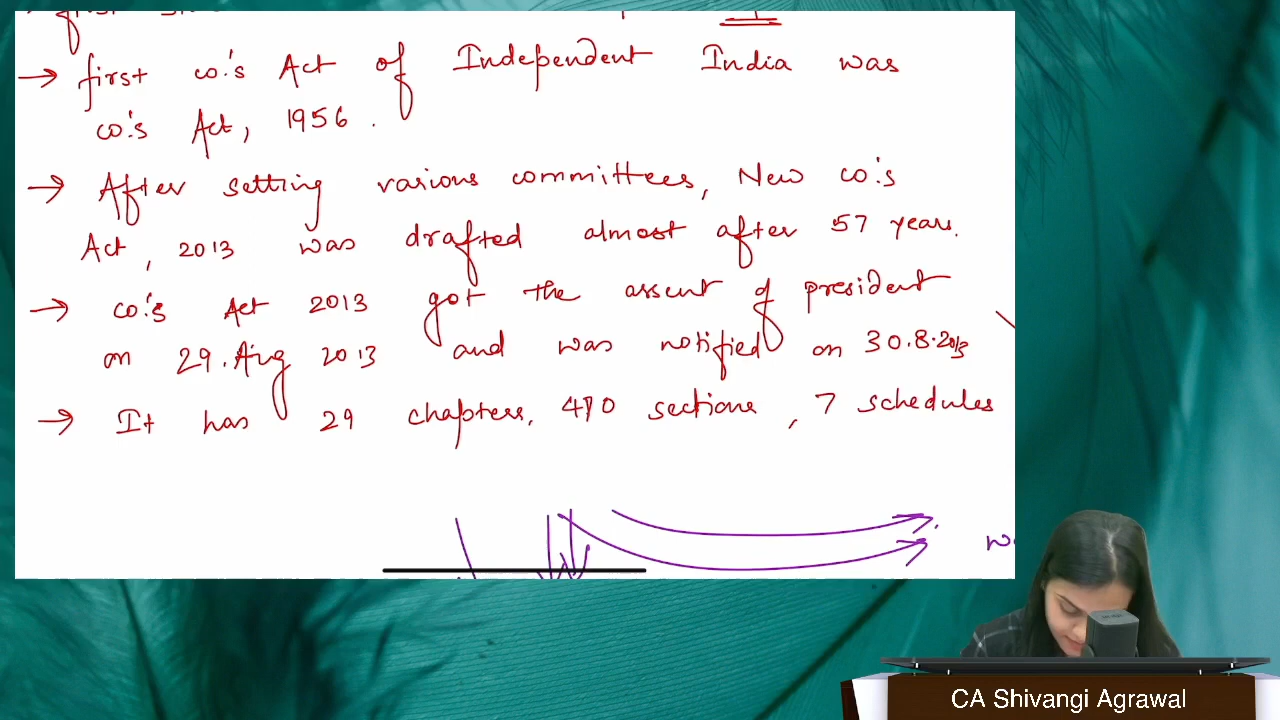 → first co.'s Act of Independent India was
co.'s Act, 1956.
→ After setting various committees, New co.'s
Act, 2013 was drafted almost after 57 years.
→ co.'s Act 2013 got the assent of president
on 29.Aug 2013 and was notified on 30.8.2013
→ It has 29 chapters, 470 sections, 7 schedules
CA Shivangi Agrawal